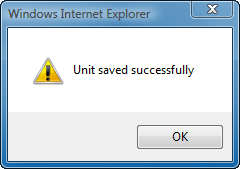 Windows Internet Explorer
Unit saved successfully
OK